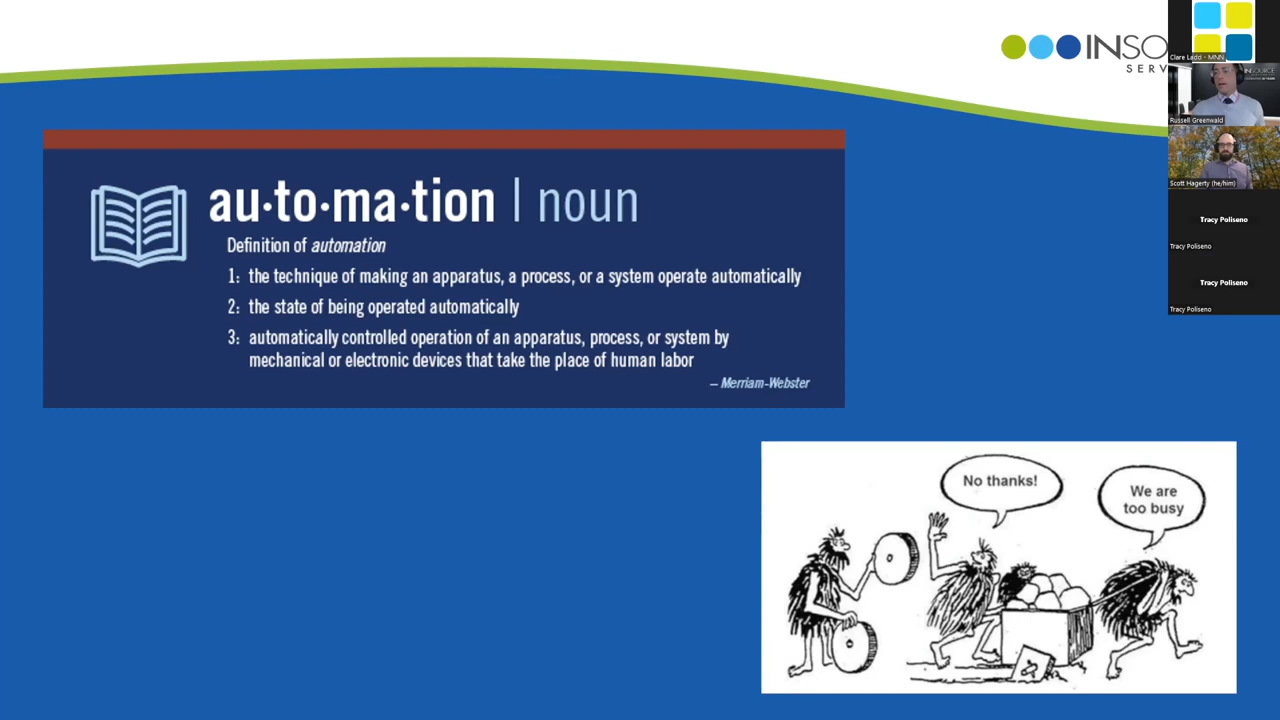 INSO
SERV
au·to·ma·tion | noun
Definition of automation
1: the technique of making an apparatus, a process, or a system operate automatically
2: the state of being operated automatically
3: automatically controlled operation of an apparatus, process, or system by
mechanical or electronic devices that take the place of human labor
– Merriam-Webster
No thanks!
We are
too busy
Clare Ladd - MNN
INSOURCE
Russell Greenwald
Scott Hagerty (he/him)
Tracy Poliseno
Tracy Poliseno
Tracy Poliseno
Tracy Poliseno